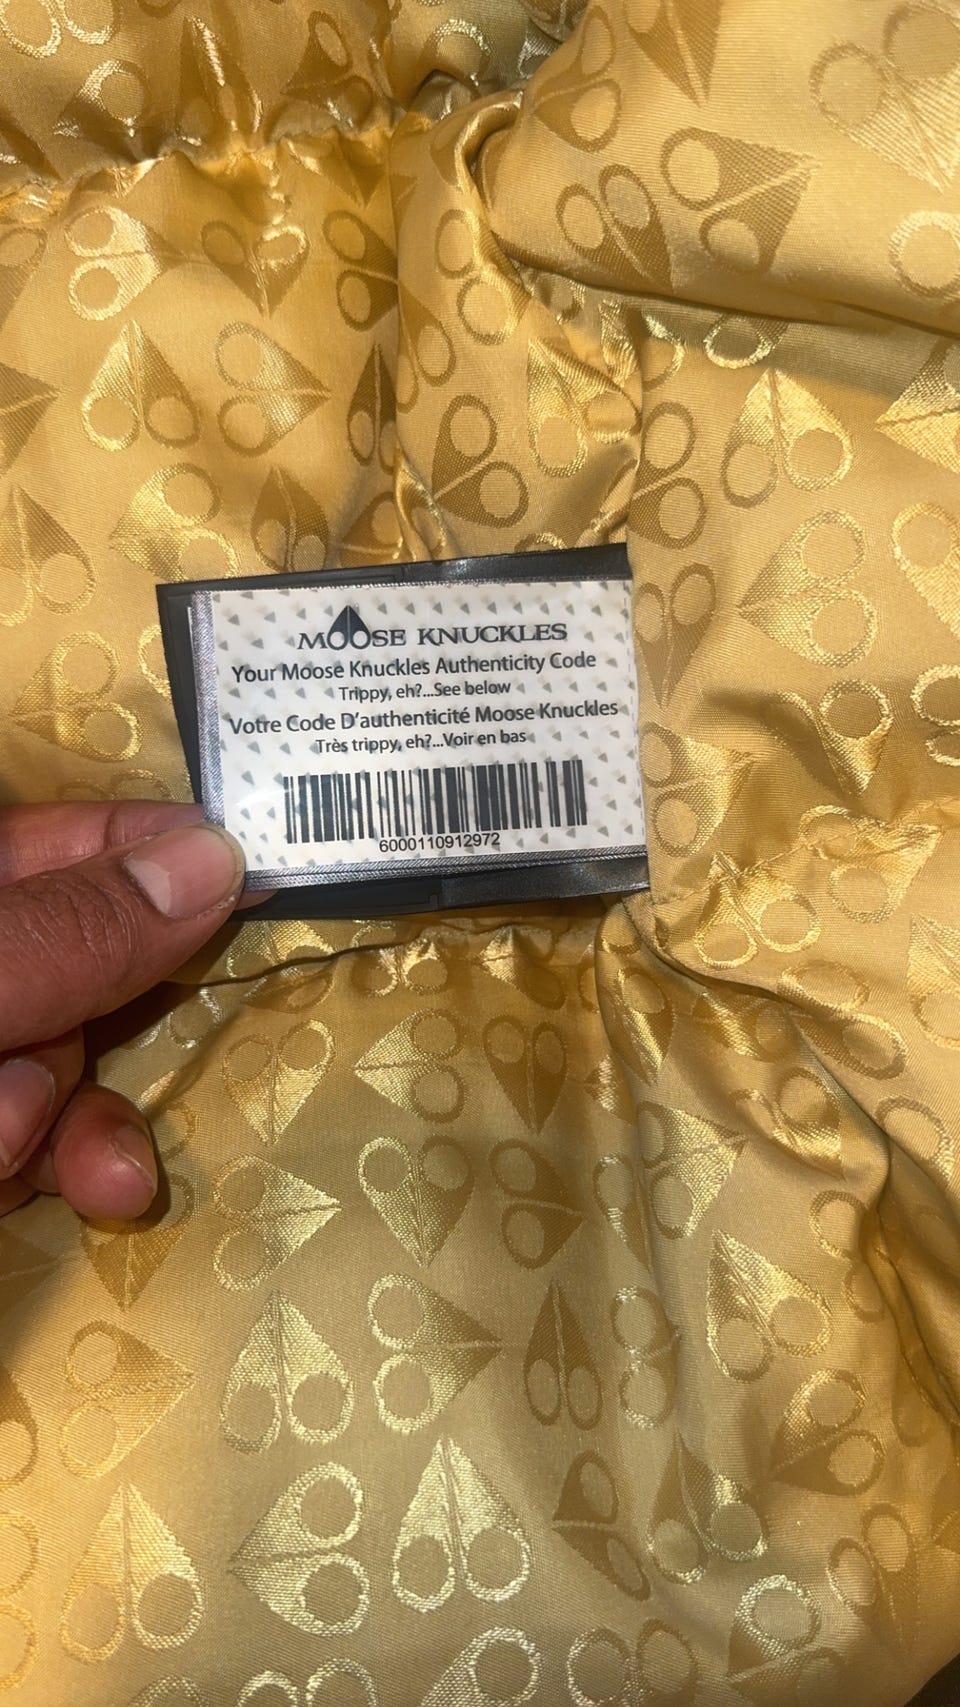 MOOSE KNUCKLES
Your Moose Knuckles Authenticity Code
Trippy, eh?...See below
Votre Code D'authenticité Moose Knuckles
Très trippy, eh?...Voir en bas
6000110912972